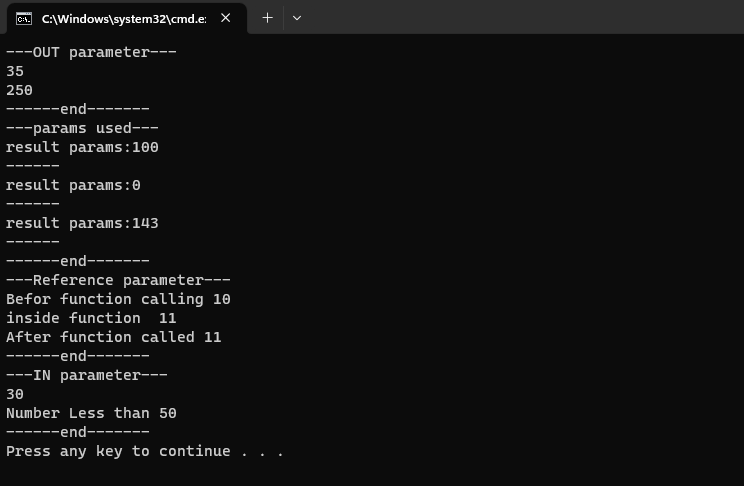 C:\Windows\system32\cmd.e:
---OUT parameter---
35
250
------end-------
---params used---
result params:100
------
result params:0
------
result params:143
------
------end-------
---Reference parameter---
Befor function calling 10
inside function  11
After function called 11
------end-------
---IN parameter---
30
Number Less than 50
------end-------
Press any key to continue . . .